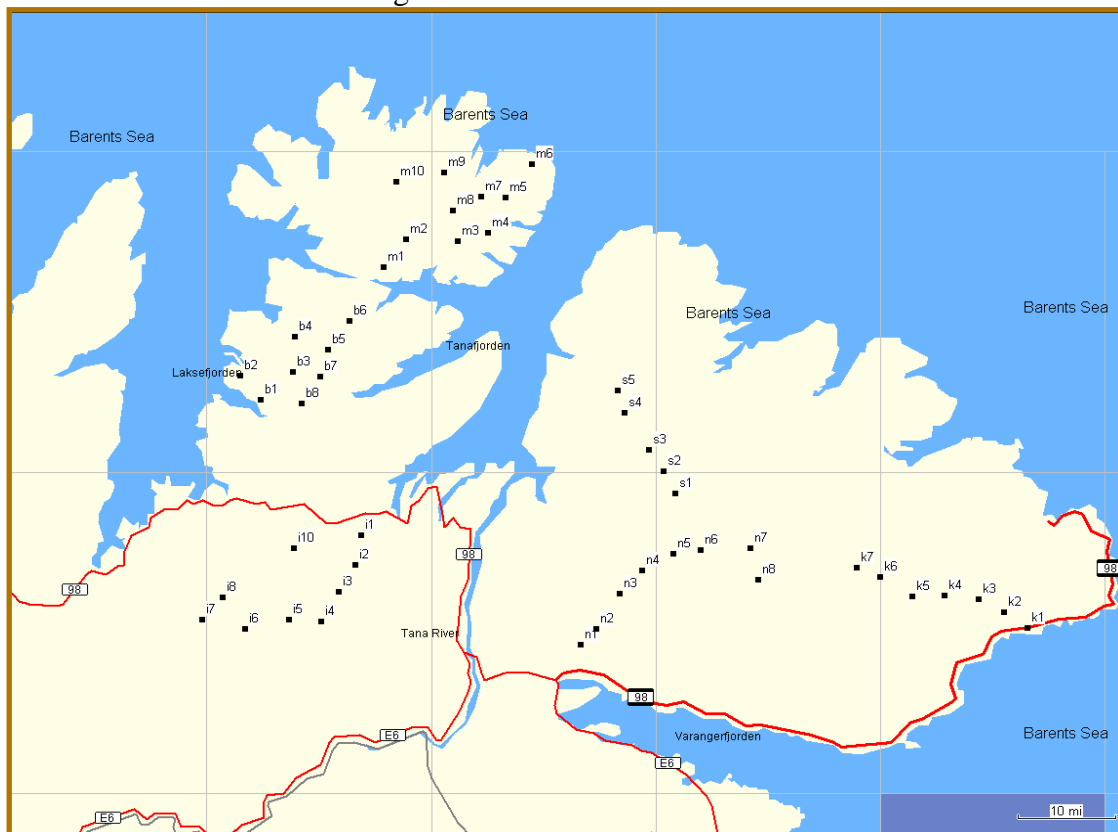 Barents Sea
Barents Sea
m6
m9
m10
m7
m5
m8
m2
m4
m3
m1
b6
Barents Sea
Barents Sea
b4
b5
Tanafjorden
b2
Laksefjorden
b3
b7
b1
b8
s5
s4
s3
s2
s1
i1
i10
i2
98
n5
n6
n7
n4
n8
k7
k6
98
98
i8
i3
n3
k5
k4
k3
i7
i6
i5
i4
n2
n1
k2
k1
Tana River
98
E6
Varangerfjorden
Barents Sea
E6
E6
10 mi